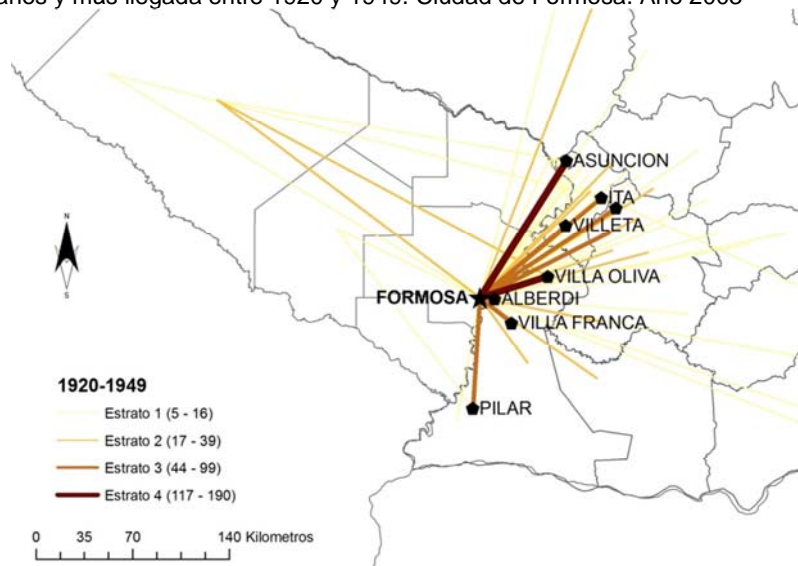 años y más llegada entre 1920 y 1949. Ciudad de Formosa. Año 2003
ASUNCION
ITA
VILLETA
VILLA OLIVA
FORMOSA
ALBERDI
VILLA FRANCA
PILAR
N
S
1920-1949
Estrato 1 (5 - 16)
Estrato 2 (17 - 39)
Estrato 3 (44 - 99)
Estrato 4 (117 - 190)
0 35 70 140 Kilometros